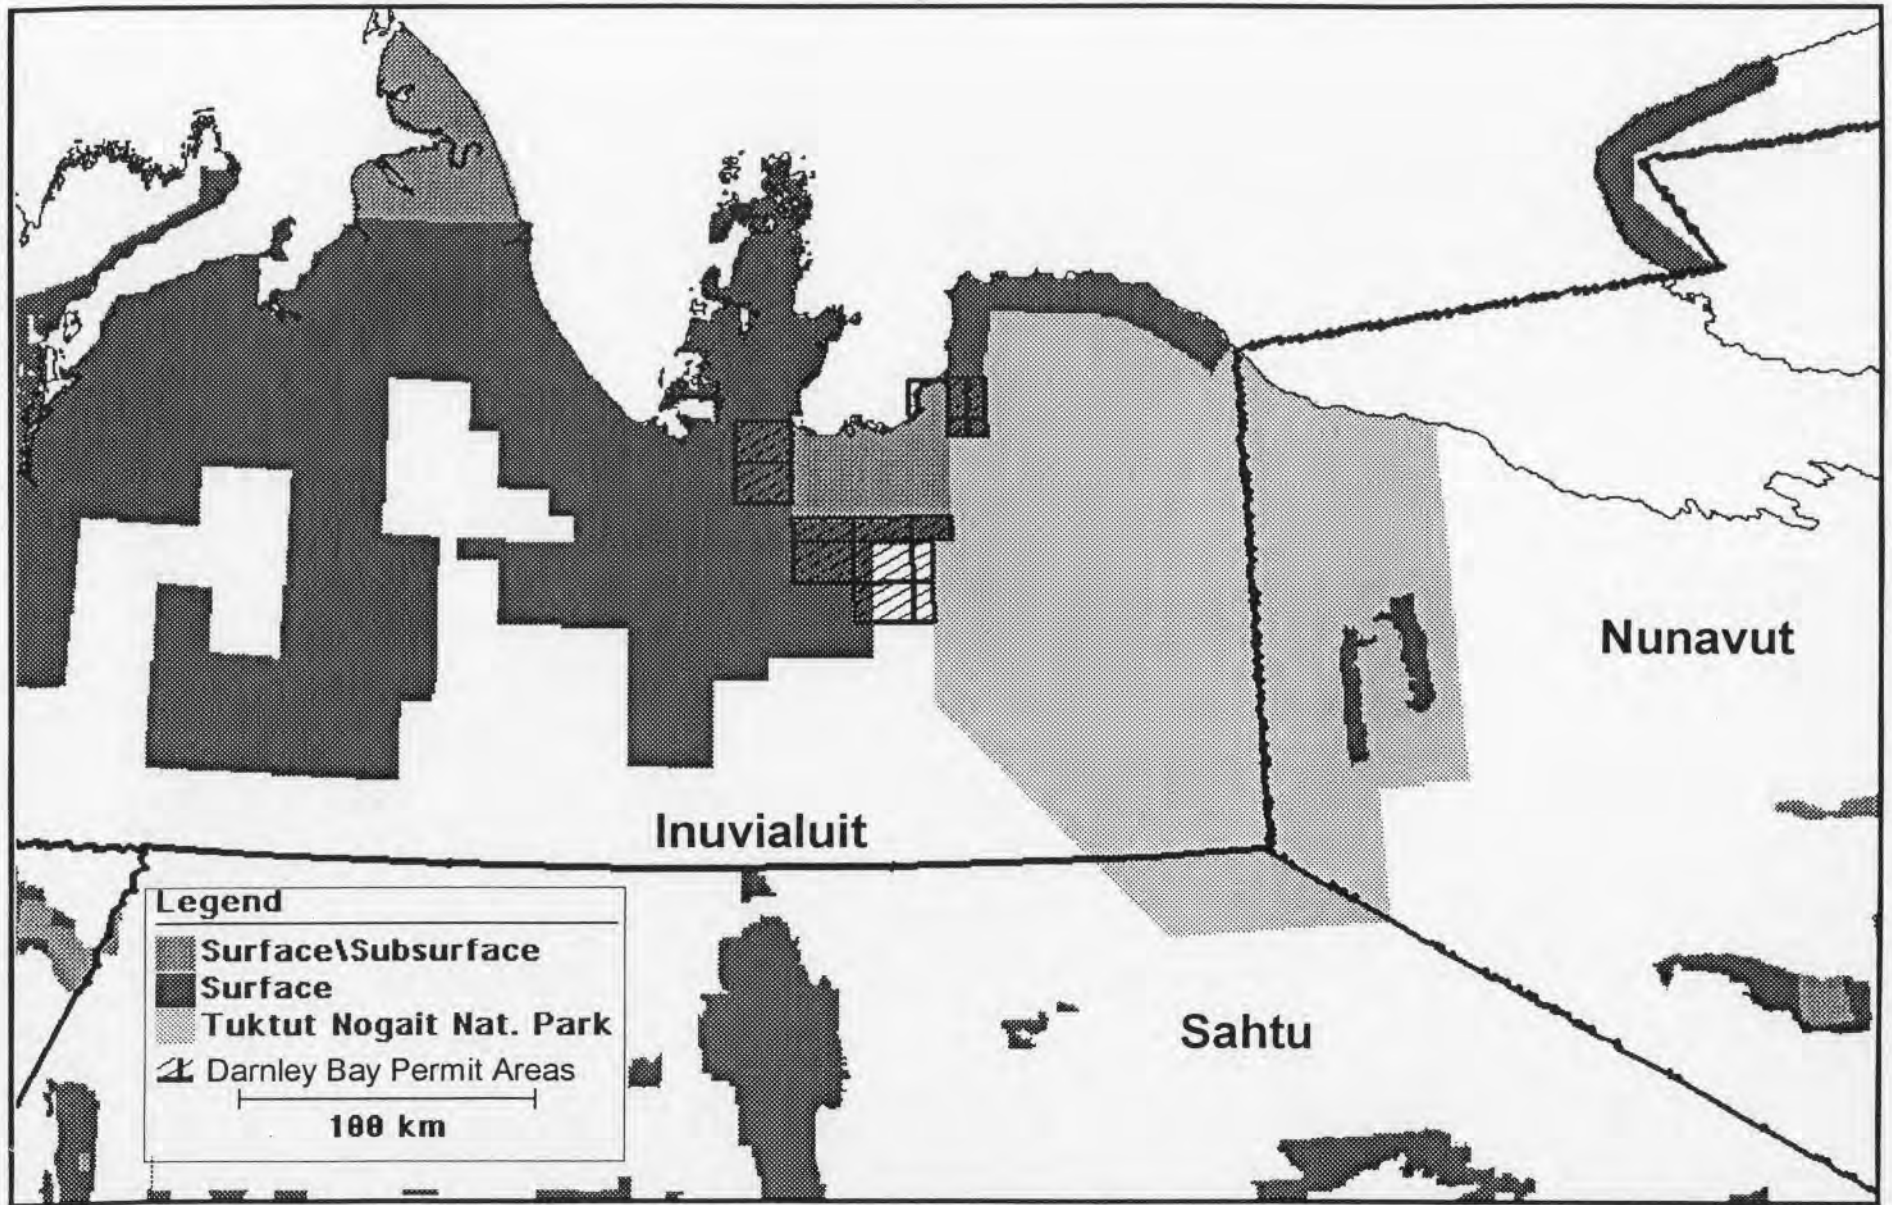 Nunavut
Inuvialuit
Legend
Surface\Subsurface
Surface
Tuktut Nogait Nat. Park
Darnley Bay Permit Areas
100 km
Sahtu